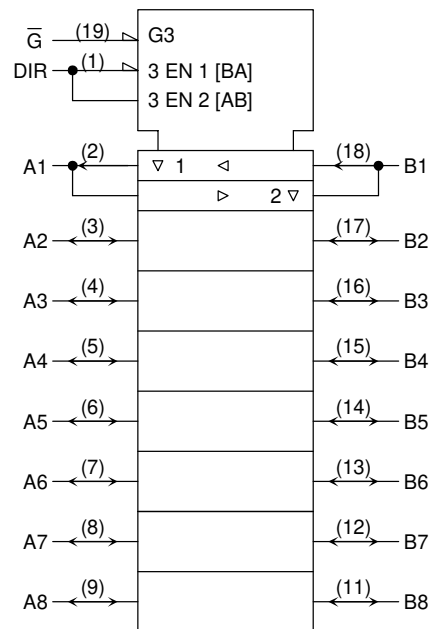 G̅ (19) G3
DIR (1) 3 EN 1 [BA]
3 EN 2 [AB]
A1 (2) ▽ 1 ◁ (18) B1
▷ 2 ▽
A2 (3) (17) B2
A3 (4) (16) B3
A4 (5) (15) B4
A5 (6) (14) B5
A6 (7) (13) B6
A7 (8) (12) B7
A8 (9) (11) B8